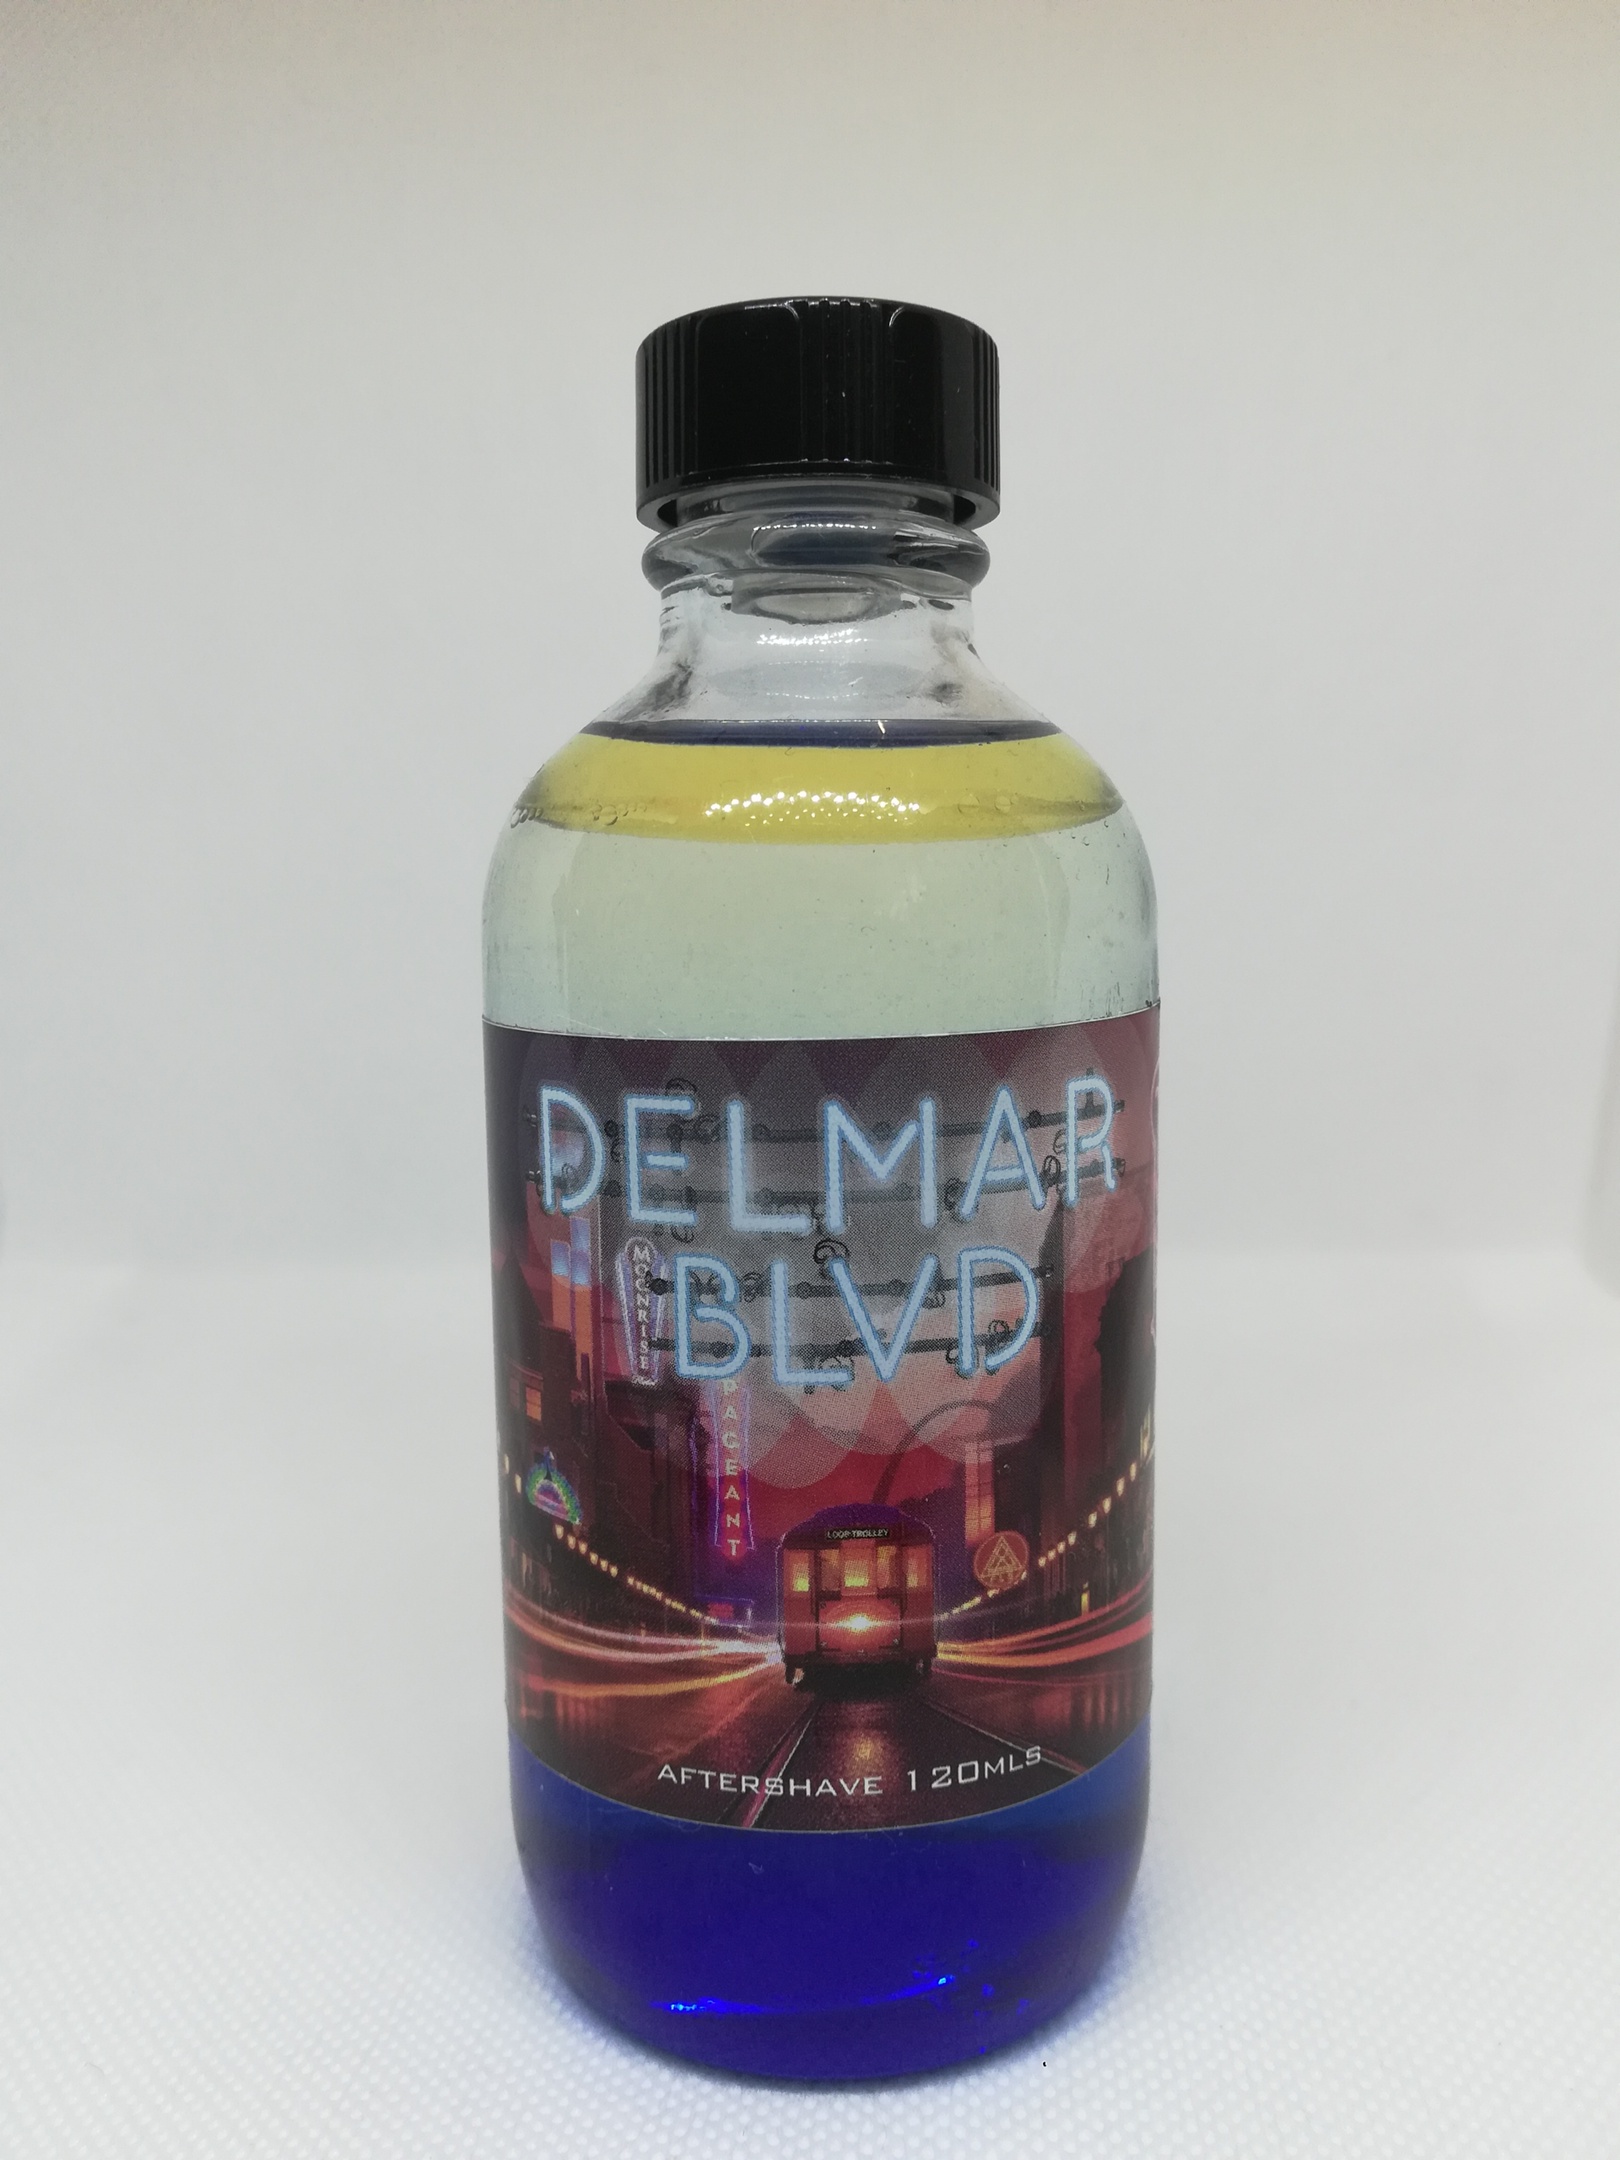 DELMAR
BLVD
MOONRISE
PAGEANT
LOOP TROLLEY
AFTERSHAVE 120MLS